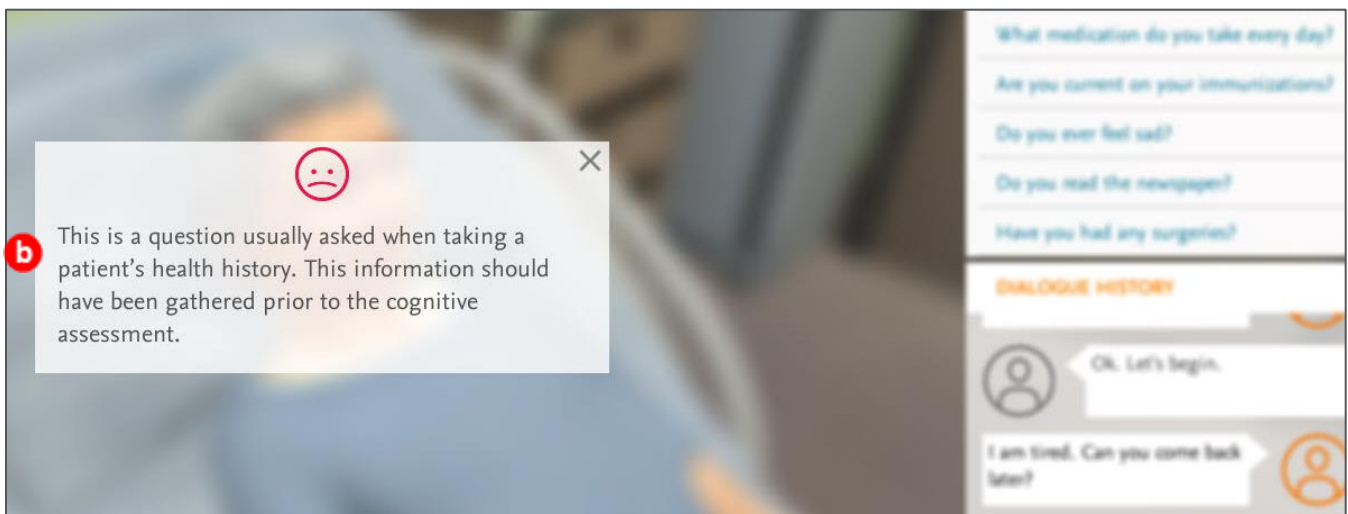 What medication do you take every day?
Are you current on your immunizations?
Do you ever feel sad?
Do you read the newspaper?
Have you had any surgeries?
b
This is a question usually asked when taking a
patient's health history. This information should
have been gathered prior to the cognitive
assessment.
DIALOGUE HISTORY
Ok. Let's begin.
I am tired. Can you come back
later?